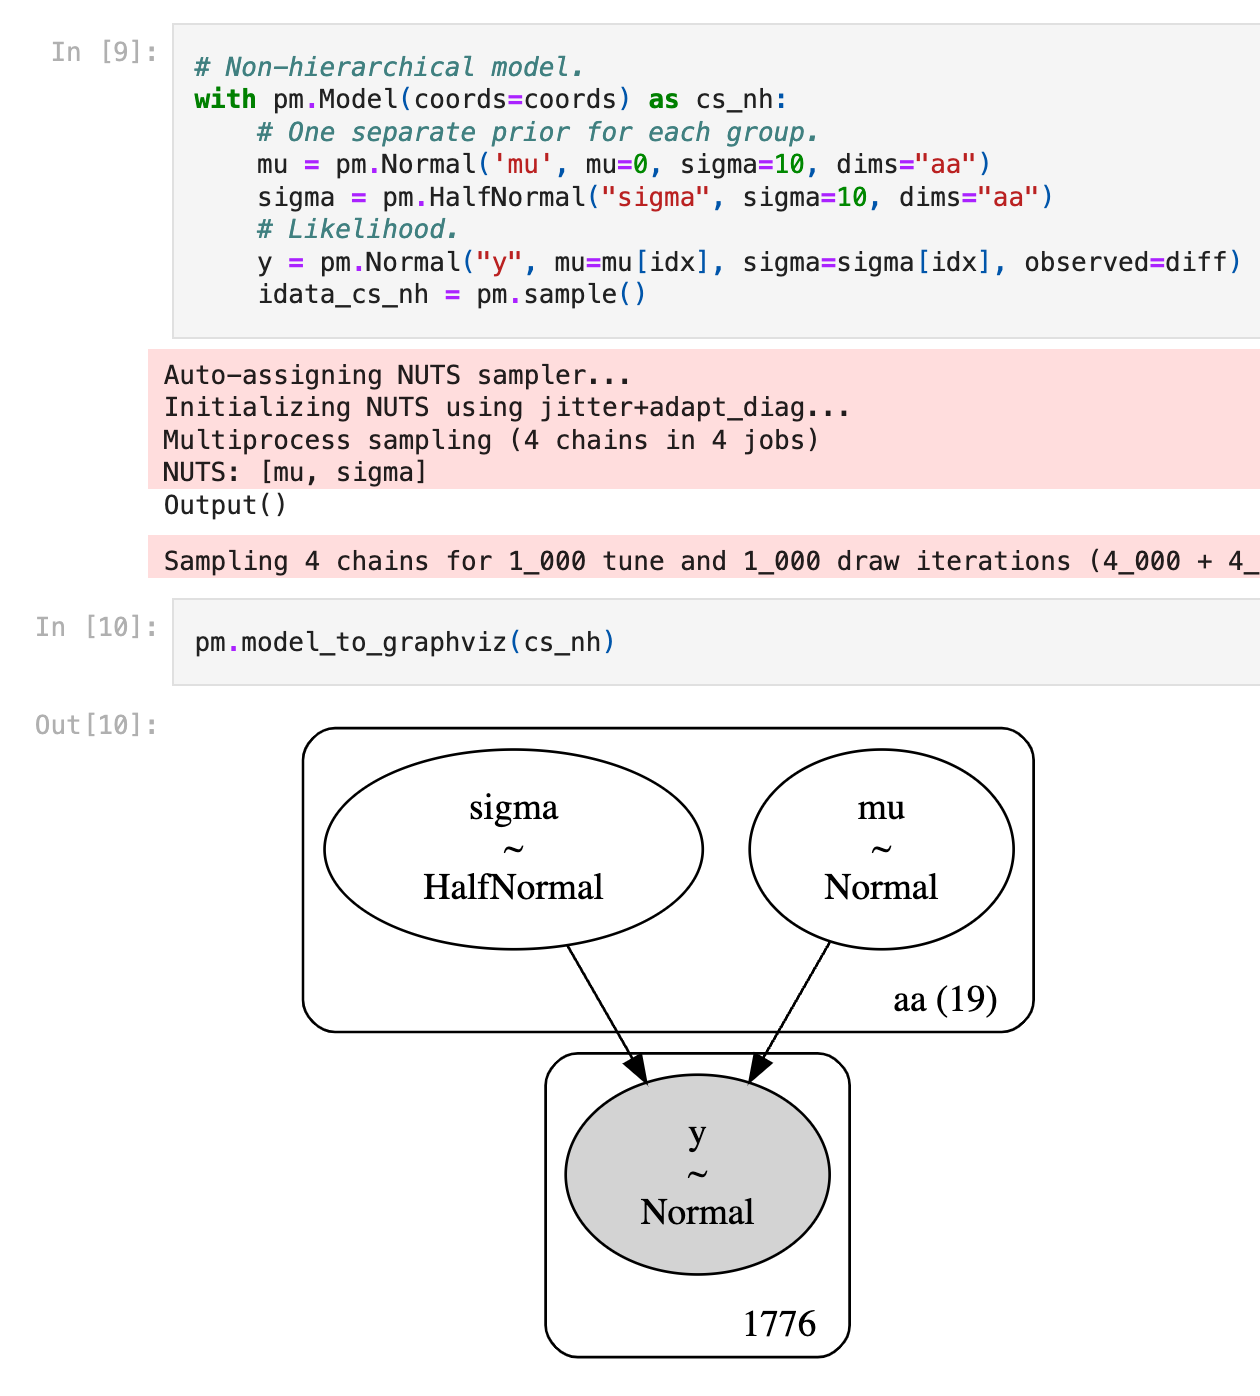 In [9]:
# Non-hierarchical model.
with pm.Model(coords=coords) as cs_nh:
    # One separate prior for each group.
    mu = pm.Normal('mu', mu=0, sigma=10, dims="aa")
    sigma = pm.HalfNormal("sigma", sigma=10, dims="aa")
    # Likelihood.
    y = pm.Normal("y", mu=mu[idx], sigma=sigma[idx], observed=diff)
    idata_cs_nh = pm.sample()
Auto-assigning NUTS sampler...
Initializing NUTS using jitter+adapt_diag...
Multiprocess sampling (4 chains in 4 jobs)
NUTS: [mu, sigma]
Output()
Sampling 4 chains for 1_000 tune and 1_000 draw iterations (4_000 + 4_
In [10]:
pm.model_to_graphviz(cs_nh)
Out[10]:
sigma
~
HalfNormal
mu
~
Normal
aa (19)
y
~
Normal
1776